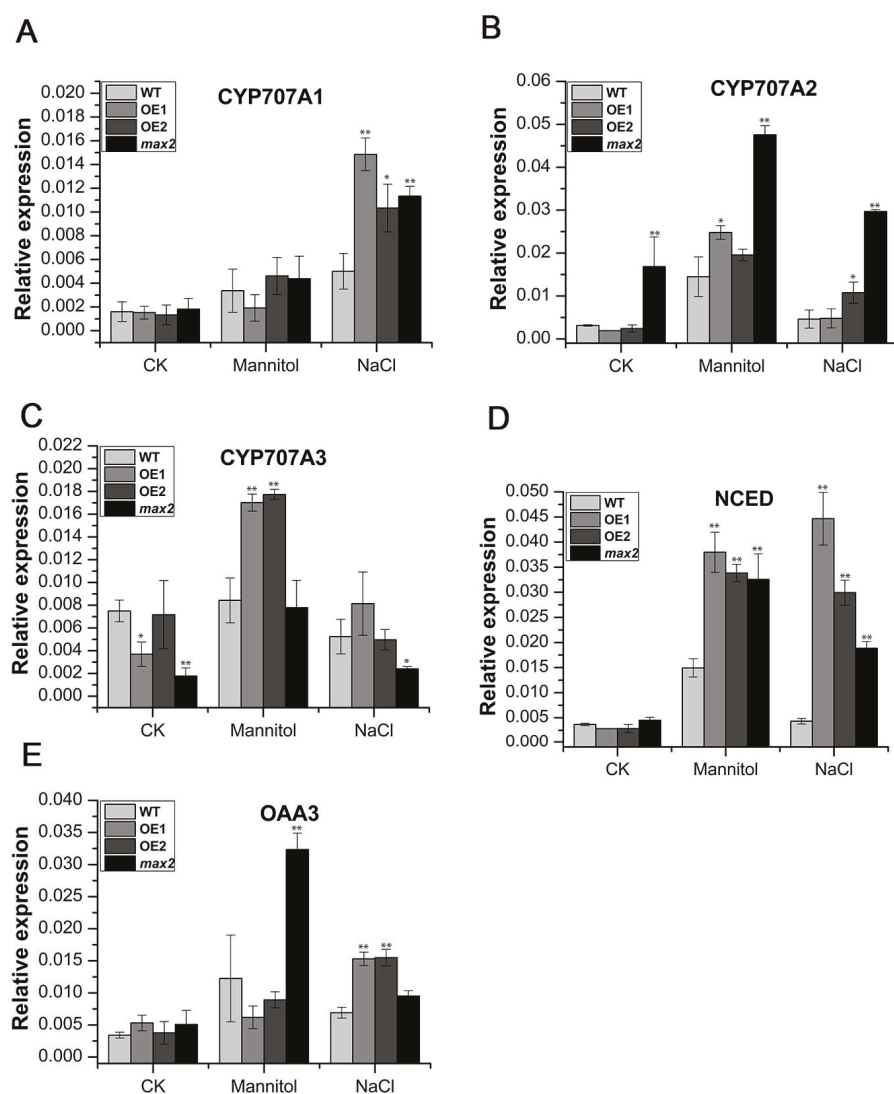 A
CYP707A1
WT
OE1
OE2
max2
Relative expression
0.020
0.018
0.016
0.014
0.012
0.010
0.008
0.006
0.004
0.002
0.000
** * **
CK Mannitol NaCl
B
CYP707A2
WT
OE1
OE2
max2
Relative expression
0.06
0.05
0.04
0.03
0.02
0.01
0.00
** * ** * **
CK Mannitol NaCl
C
CYP707A3
WT
OE1
OE2
max2
Relative expression
0.022
0.020
0.018
0.016
0.014
0.012
0.010
0.008
0.006
0.004
0.002
0.000
* ** ** ** *
CK Mannitol NaCl
D
NCED
WT
OE1
OE2
max2
Relative expression
0.050
0.045
0.040
0.035
0.030
0.025
0.020
0.015
0.010
0.005
0.000
** ** ** ** ** **
CK Mannitol NaCl
E
OAA3
WT
OE1
OE2
max2
Relative expression
0.040
0.035
0.030
0.025
0.020
0.015
0.010
0.005
0.000
** ** **
CK Mannitol NaCl